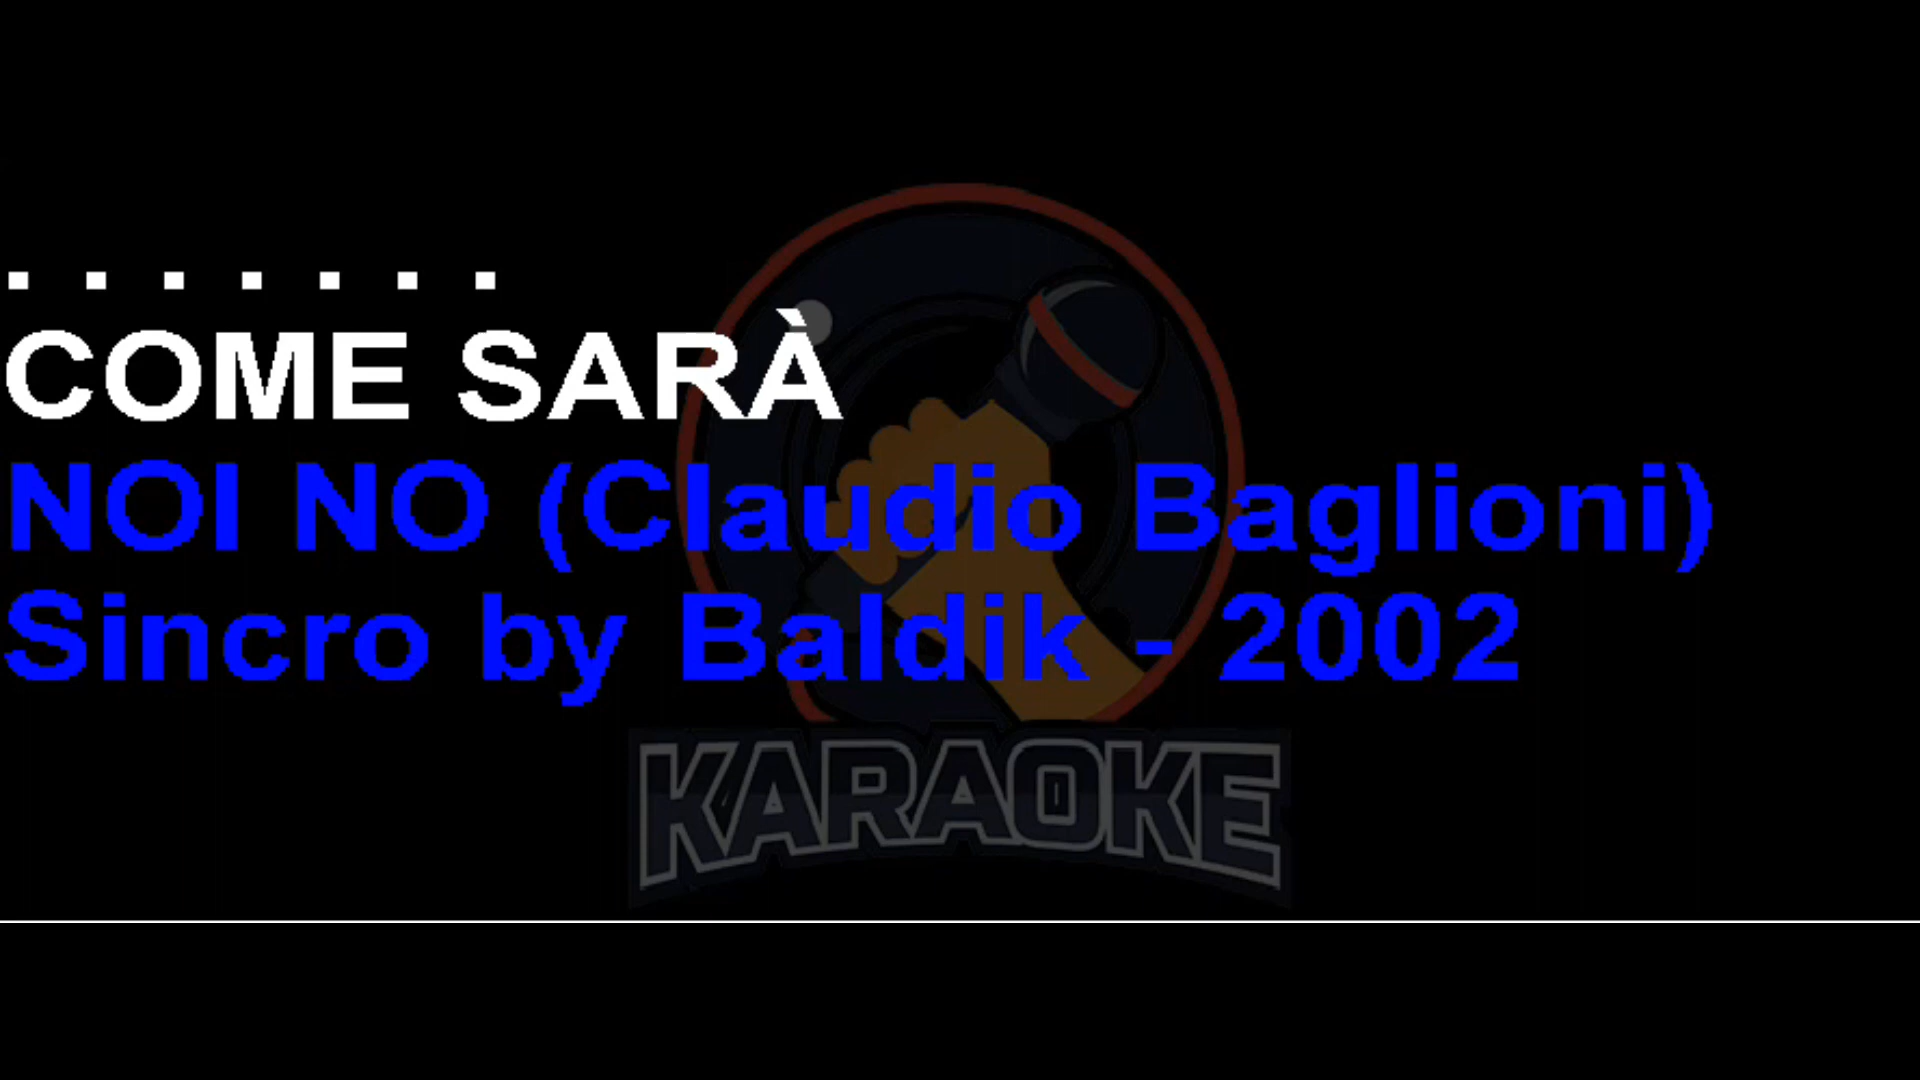 . . . . . . .
COME SARÀ
NOI NO (Claudio Baglioni)
Sincro by Baldik - 2002
KARAOKE